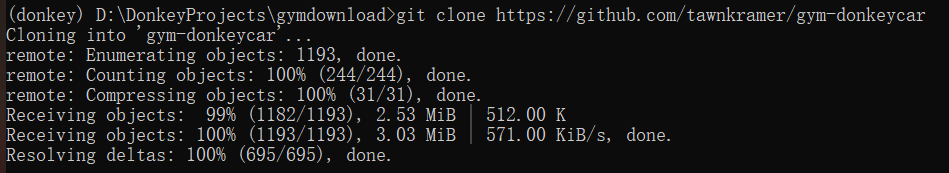 (donkey) D:\DonkeyProjects\gymdownload>git clone https://github.com/tawnkramer/gym-donkeycar
Cloning into 'gym-donkeycar'...
remote: Enumerating objects: 1193, done.
remote: Counting objects: 100% (244/244), done.
remote: Compressing objects: 100% (31/31), done.
Receiving objects:  99% (1182/1193), 2.53 MiB | 512.00 K
Receiving objects: 100% (1193/1193), 3.03 MiB | 571.00 KiB/s, done.
Resolving deltas: 100% (695/695), done.